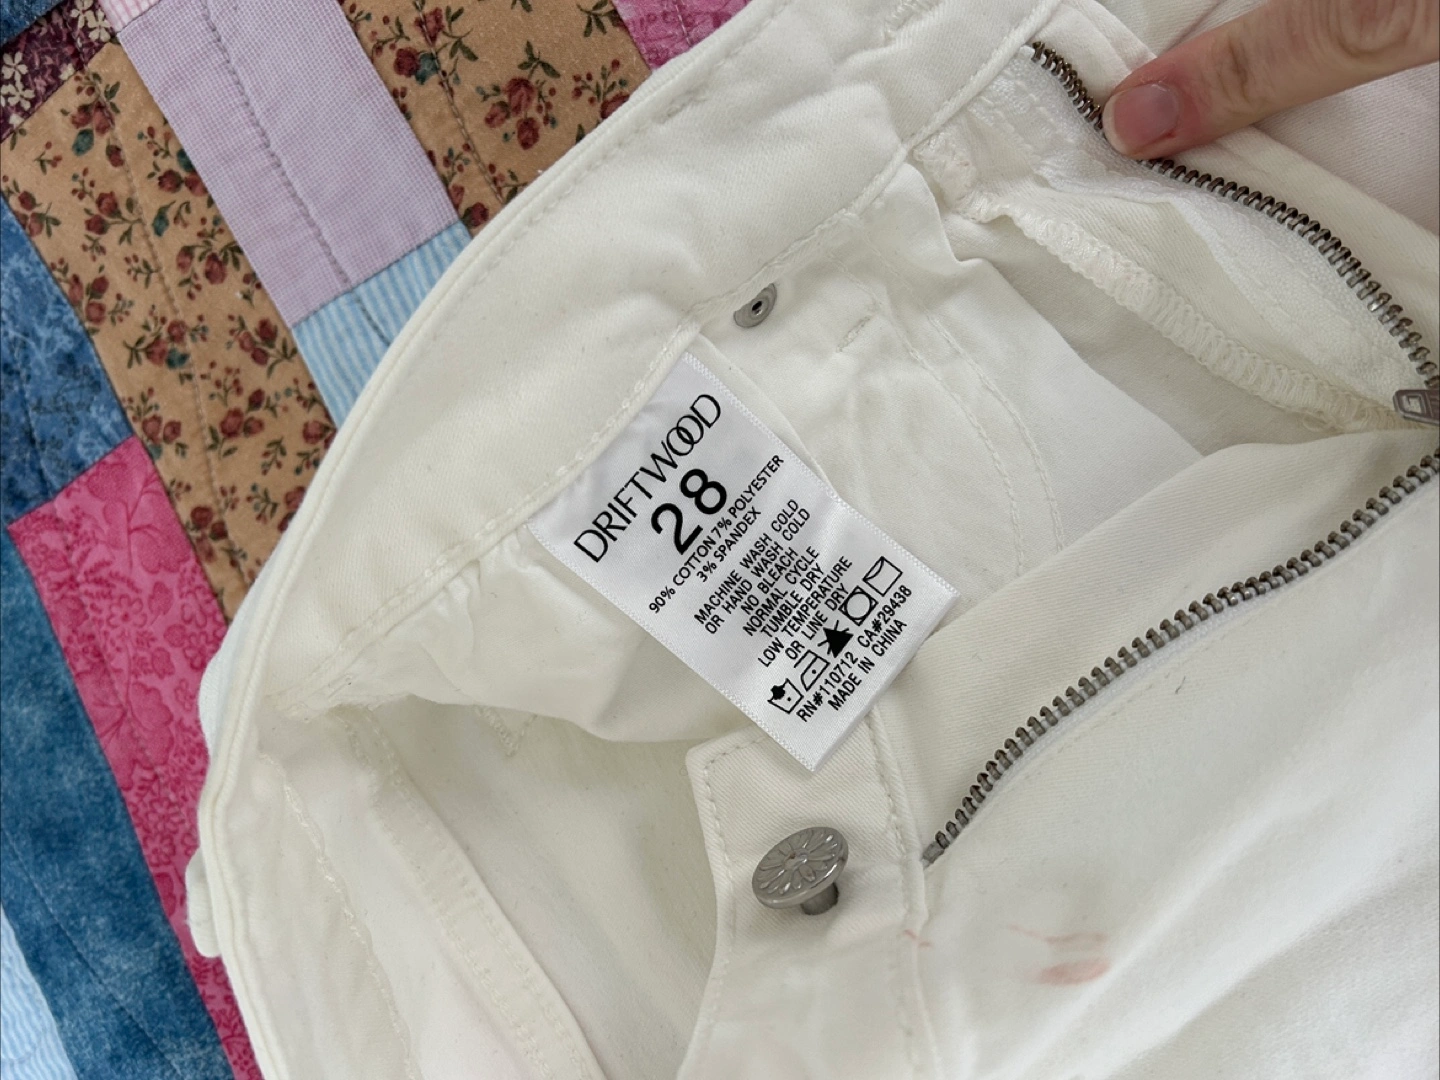 DRIFTWOOD
28
90% COTTON 7% POLYESTER
3% SPANDEX
MACHINE WASH COLD
OR HAND WASH COLD
NO BLEACH
NORMAL CYCLE
TUMBLE DRY
LOW TEMPERATURE
OR LINE DRY
RN#110712 CA#29438
MADE IN CHINA